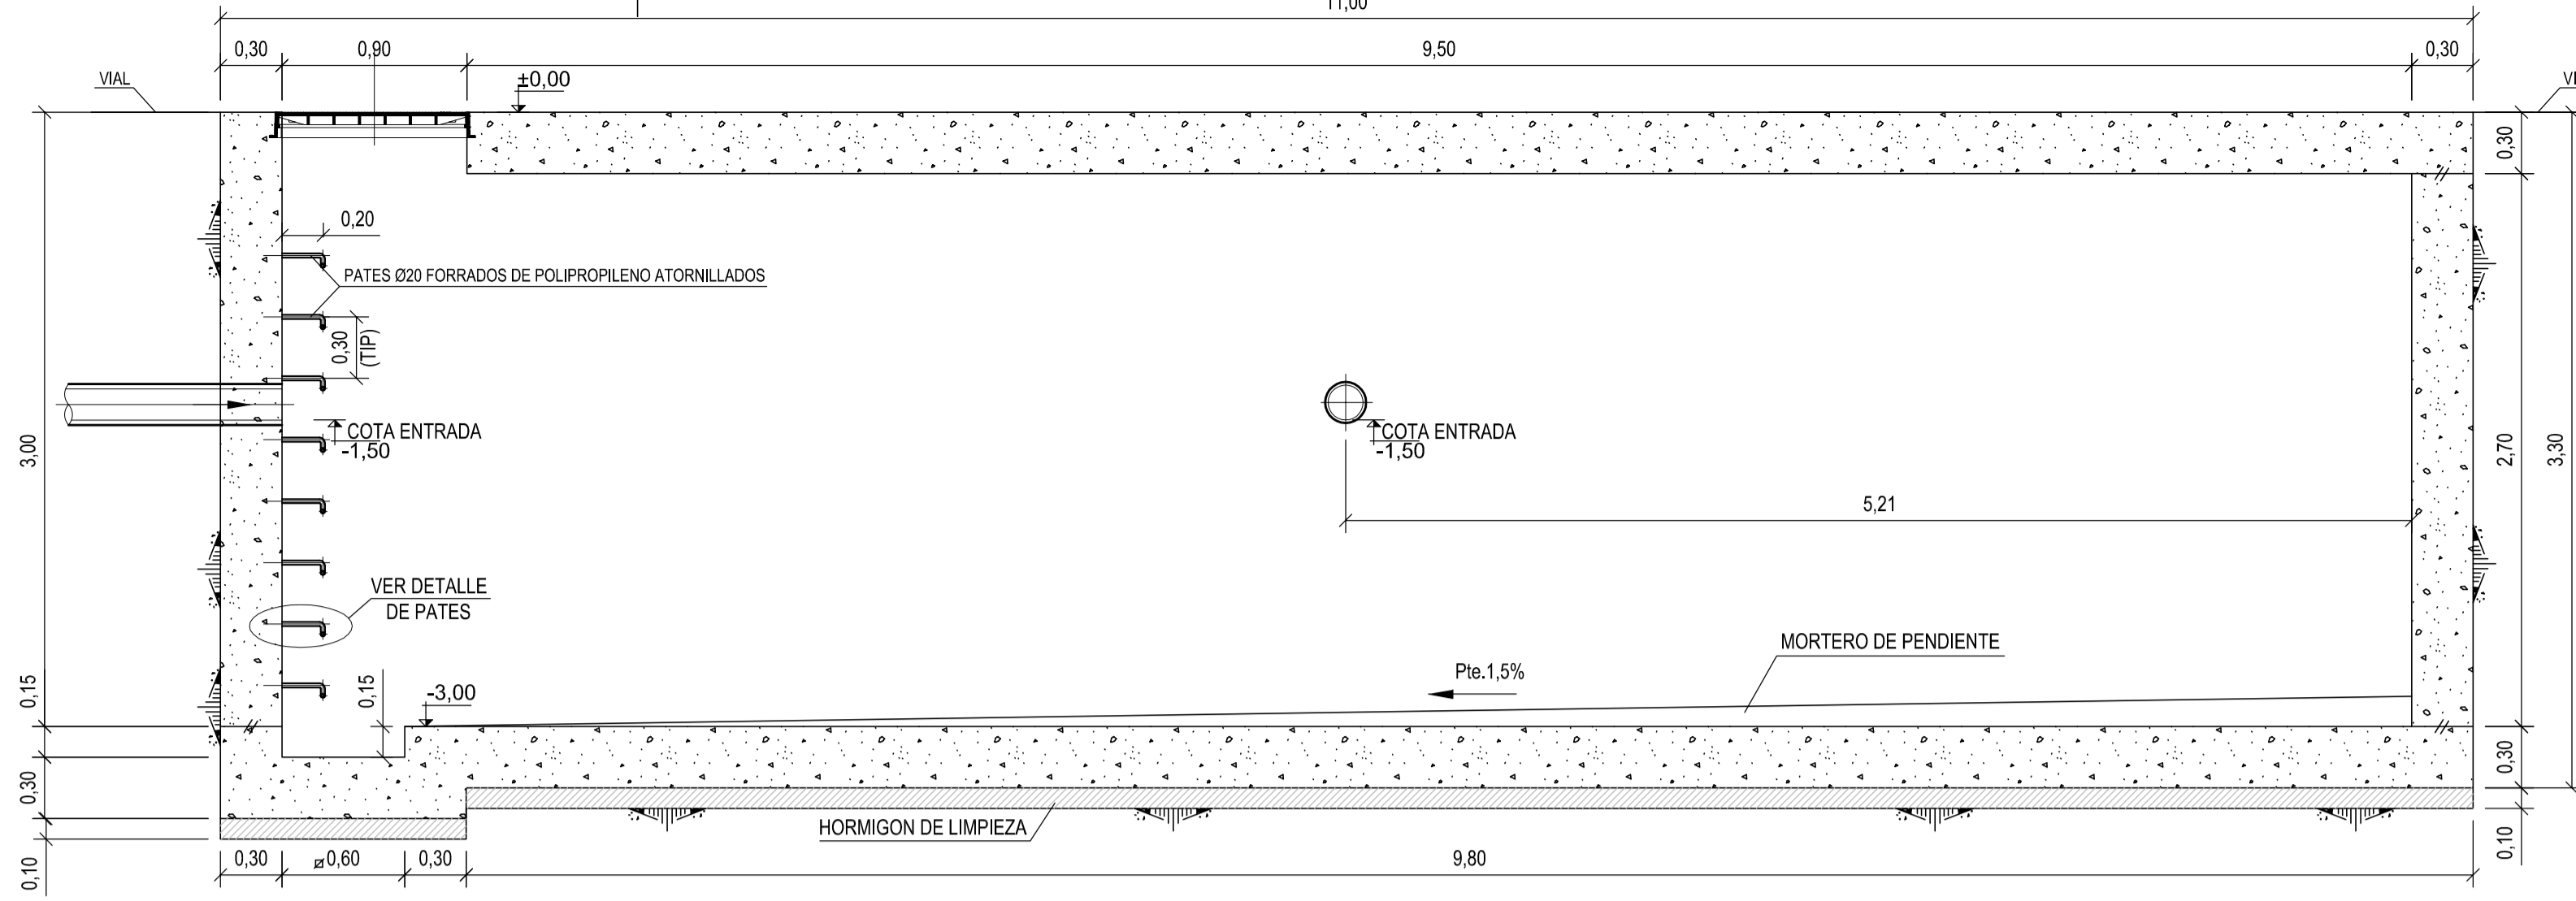 11,00
0,30
0,90
9,50
0,30
VIAL
±0,00
0,30
0,20
PATES Ø20 FORRADOS DE POLIPROPILENO ATORNILLADOS
0,30
(TIP)
COTA ENTRADA
-1,50
COTA ENTRADA
-1,50
3,00
2,70
3,30
5,21
VER DETALLE
DE PATES
MORTERO DE PENDIENTE
Pte.1,5%
0,15
0,15
-3,00
0,30
0,30
HORMIGON DE LIMPIEZA
0,10
0,30
0,60
0,30
9,80
0,10